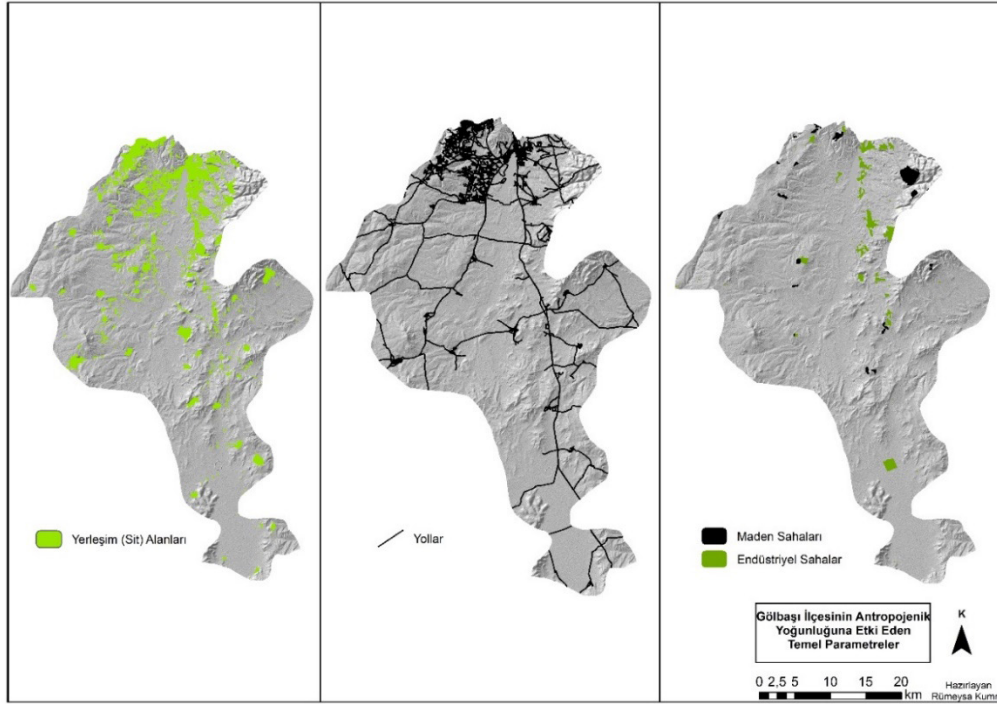 Yerleşim (Sit) Alanları
Yollar
Maden Sahaları
Endüstriyel Sahalar
Gölbaşı İlçesinin Antropojenik
Yoğunluğuna Etki Eden
Temel Parametreler
K
0 2,5 5 10 15 20
km
Hazırlayan
Rümeysa